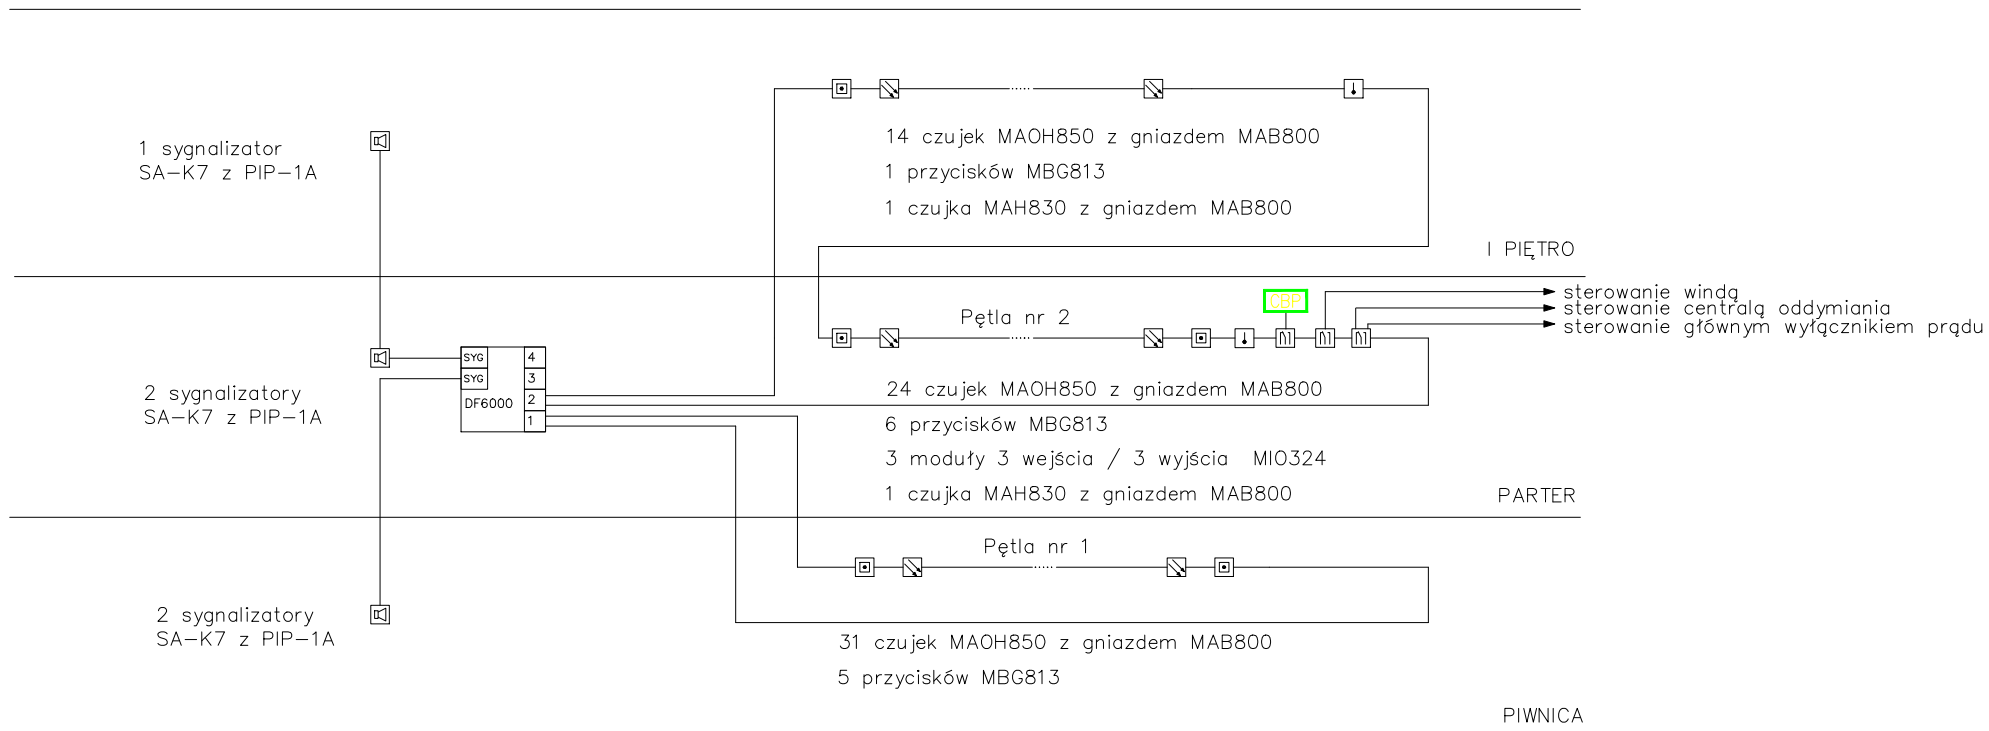 1 sygnalizator
SA-K7 z PIP-1A
14 czujek MAOH850 z gniazdem MAB800
1 przycisków MBG813
1 czujka MAH830 z gniazdem MAB800
I PIĘTRO
sterowanie windą
sterowanie centralą oddymiania
sterowanie głównym wyłącznikiem prądu
CBP
Pętla nr 2
2 sygnalizatory
SA-K7 z PIP-1A
SYG
SYG
DF6000
4
3
2
1
24 czujek MAOH850 z gniazdem MAB800
6 przycisków MBG813
3 moduły 3 wejścia / 3 wyjścia MIO324
1 czujka MAH830 z gniazdem MAB800
PARTER
Pętla nr 1
2 sygnalizatory
SA-K7 z PIP-1A
31 czujek MAOH850 z gniazdem MAB800
5 przycisków MBG813
PIWNICA